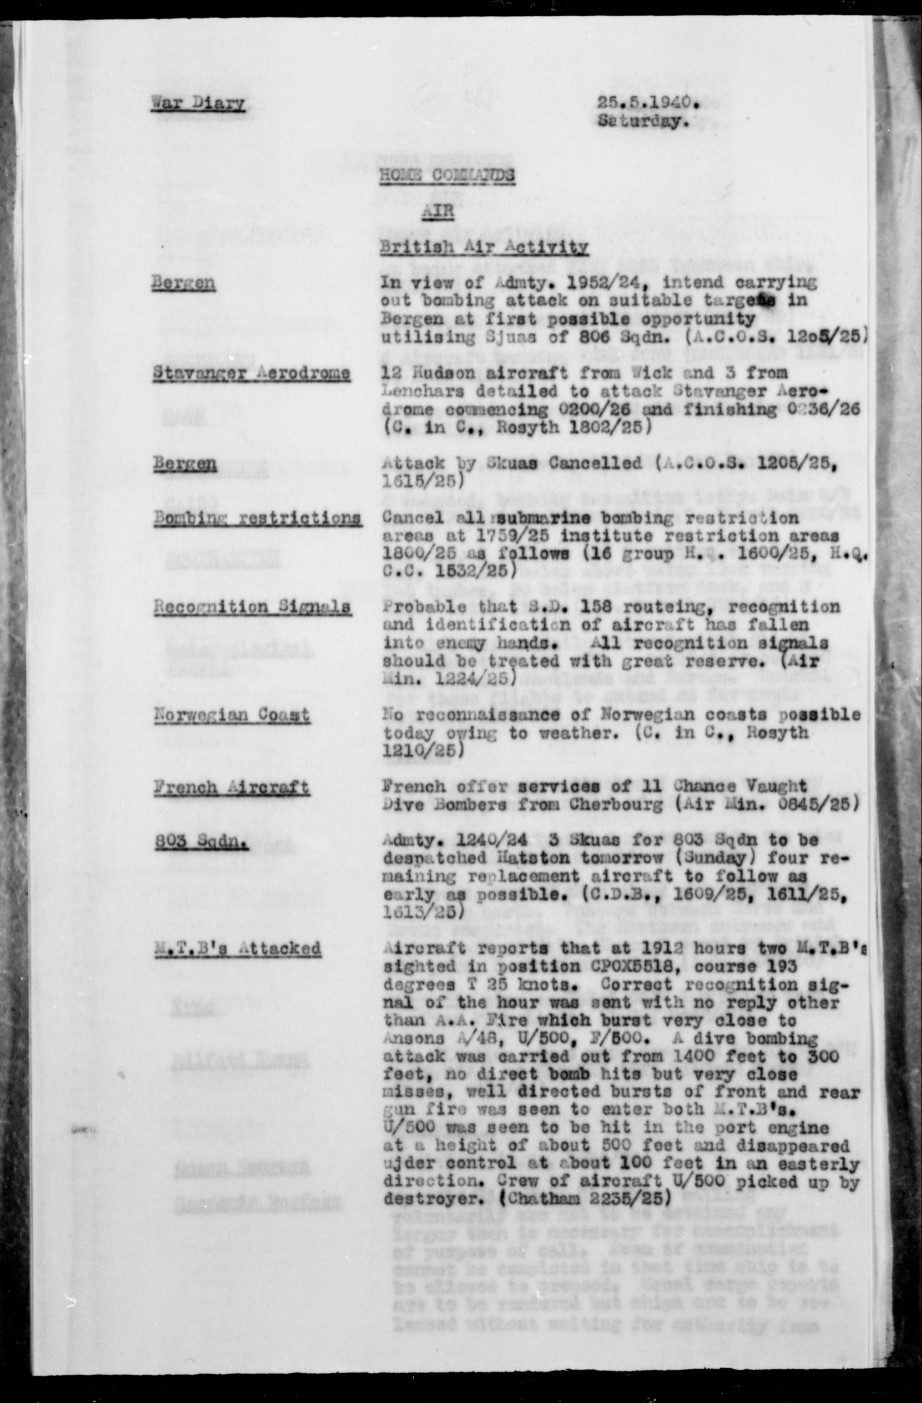 War Diary
25.5.1940.
Saturday.
HOME COMMANDS
AIR
British Air Activity
Bergen
In view of Admty. 1952/24, intend carrying
out bombing attack on suitable targets in
Bergen at first possible opportunity
utilising Sjuas of 806 Sqdn. (A.C.O.S. 12o5/25)
Stavanger Aerodrome
12 Hudson aircraft from Wick and 3 from
Lenchars detailed to attack Stavanger Aero-
drome commencing 0200/26 and finishing 0236/26
(C. in C., Rosyth 1802/25)
Bergen
Attack by Skuas Cancelled (A.C.O.S. 1205/25,
1615/25)
Bombing restrictions
Cancel all submarine bombing restriction
areas at 1759/25 institute restriction areas
1800/25 as follows (16 group H.Q. 1600/25, H.Q.
C.C. 1532/25)
Recognition Signals
Probable that S.D. 158 routeing, recognition
and identification of aircraft has fallen
into enemy hands. All recognition signals
should be treated with great reserve. (Air
Min. 1224/25)
Norwegian Coast
No reconnaissance of Norwegian coasts possible
today owing to weather. (C. in C., Rosyth
1210/25)
French Aircraft
French offer services of 11 Chance Vaught
Dive Bombers from Cherbourg (Air Min. 0845/25)
803 Sqdn.
Admty. 1240/24 3 Skuas for 803 Sqdn to be
despatched Hatston tomorrow (Sunday) four re-
maining replacement aircraft to follow as
early as possible. (C.D.B., 1609/25, 1611/25,
1613/25)
M.T.B's Attacked
Aircraft reports that at 1912 hours two M.T.B's
sighted in position CPOX5518, course 193
degrees T 25 knots. Correct recognition sig-
nal of the hour was sent with no reply other
than A.A. Fire which burst very close to
Ansons A/48, U/500, F/500. A dive bombing
attack was carried out from 1400 feet to 300
feet, no direct bomb hits but very close
misses, well directed bursts of front and rear
gun fire was seen to enter both M.T.B's.
U/500 was seen to be hit in the port engine
at a height of about 500 feet and disappeared
ujder control at about 100 feet in an easterly
direction. Crew of aircraft U/500 picked up by
destroyer. (Chatham 2235/25)